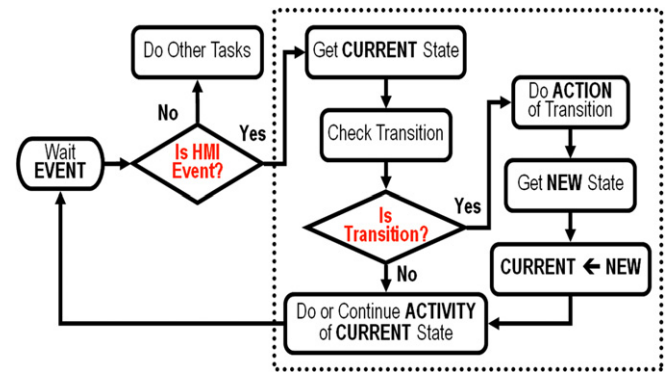 Do Other Tasks
No
Yes
Wait
EVENT
Is HMI
Event?
Get CURRENT State
Check Transition
Is
Transition?
Yes
No
Do ACTION
of Transition
Get NEW State
CURRENT ← NEW
Do or Continue ACTIVITY
of CURRENT State